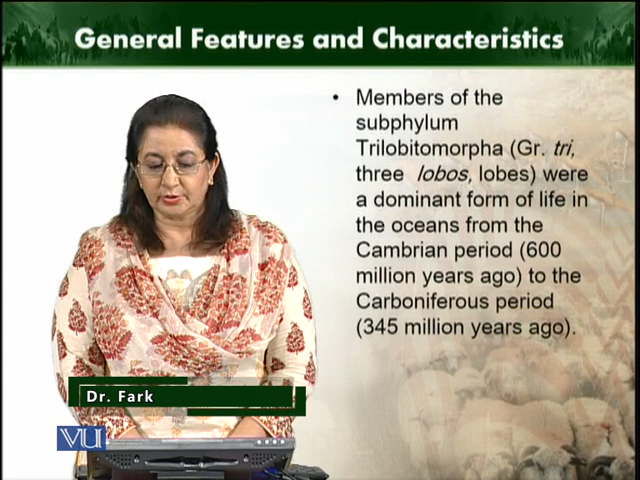 General Features and Characteristics
• Members of the
subphylum
Trilobitomorpha (Gr. tri,
three lobos, lobes) were
a dominant form of life in
the oceans from the
Cambrian period (600
million years ago) to the
Carboniferous period
(345 million years ago).
Dr. Fark
VU